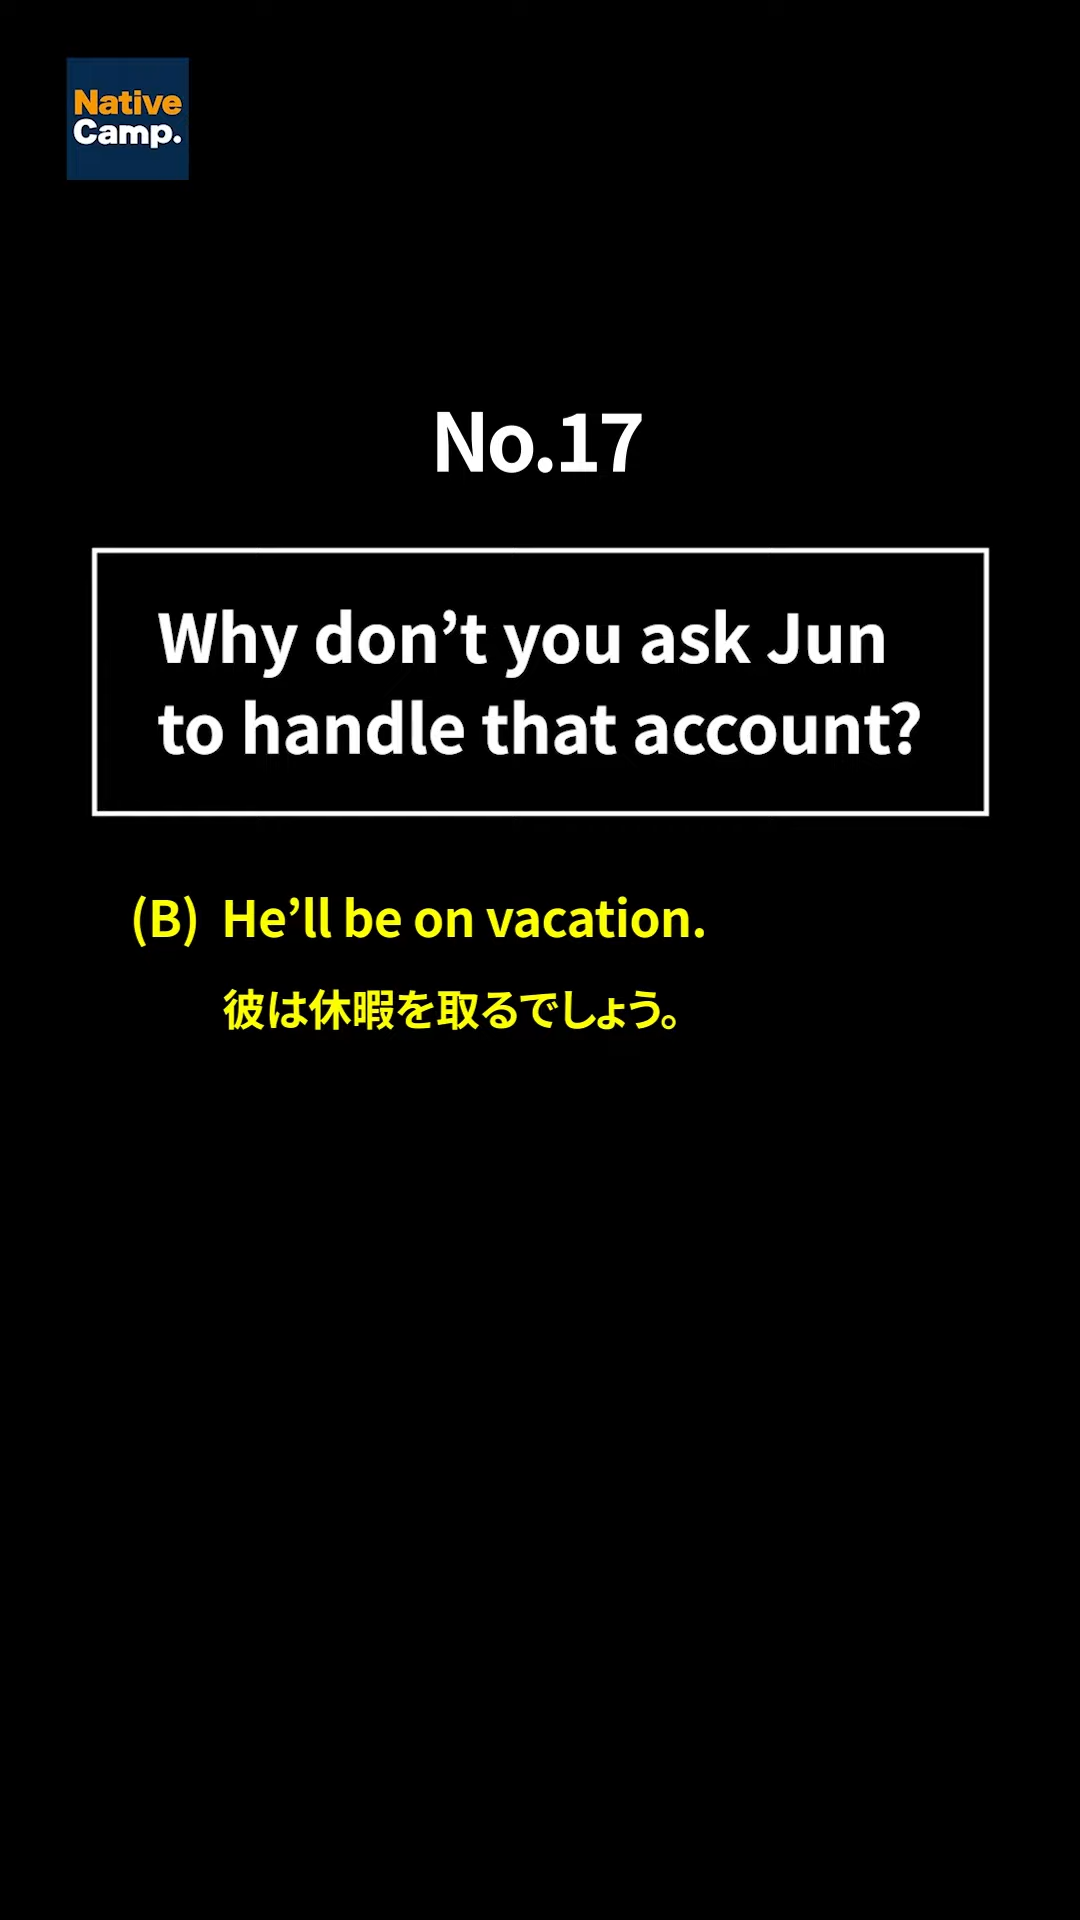 Native
Camp.
No.17
Why don’t you ask Jun
to handle that account?
(B) He’ll be on vacation.
彼は休暇を取るでしょう。